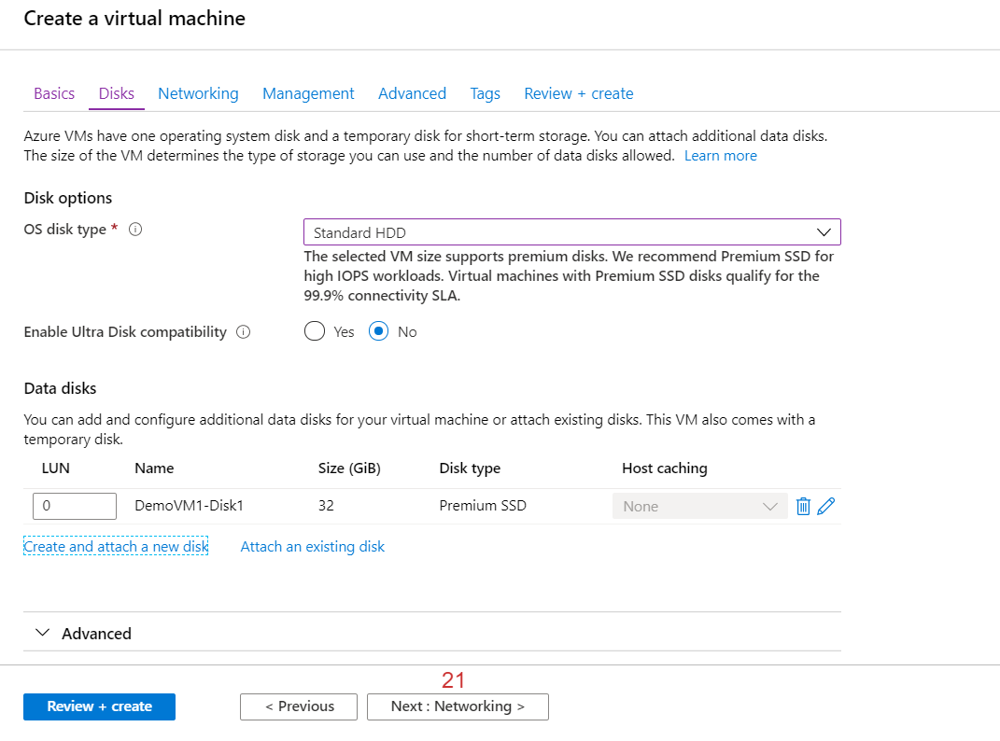 Create a virtual machine
Basics Disks Networking Management Advanced Tags Review + create
Azure VMs have one operating system disk and a temporary disk for short-term storage. You can attach additional data disks.
The size of the VM determines the type of storage you can use and the number of data disks allowed. Learn more
Disk options
OS disk type *
Standard HDD
The selected VM size supports premium disks. We recommend Premium SSD for
high IOPS workloads. Virtual machines with Premium SSD disks qualify for the
99.9% connectivity SLA.
Enable Ultra Disk compatibility Yes No
Data disks
You can add and configure additional data disks for your virtual machine or attach existing disks. This VM also comes with a
temporary disk.
LUN Name Size (GiB) Disk type Host caching
0 DemoVM1-Disk1 32 Premium SSD None
Create and attach a new disk Attach an existing disk
Advanced
21
Review + create < Previous Next : Networking >